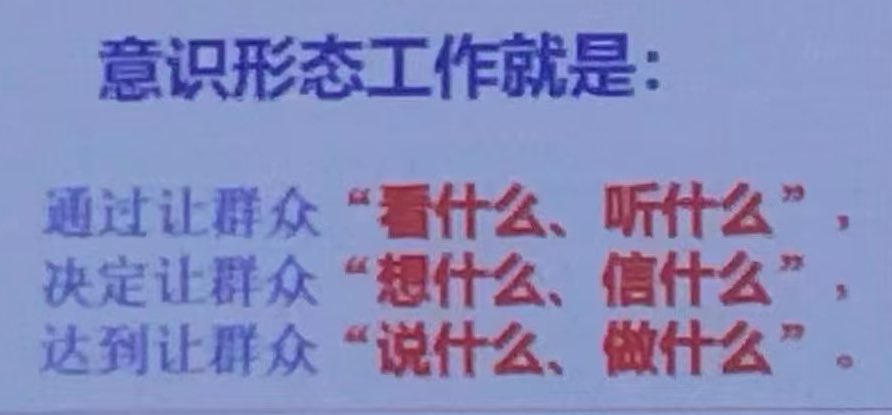 意识形态工作就是：
通过让群众“看什么、听什么”，
决定让群众“想什么、信什么”，
达到让群众“说什么、做什么”。